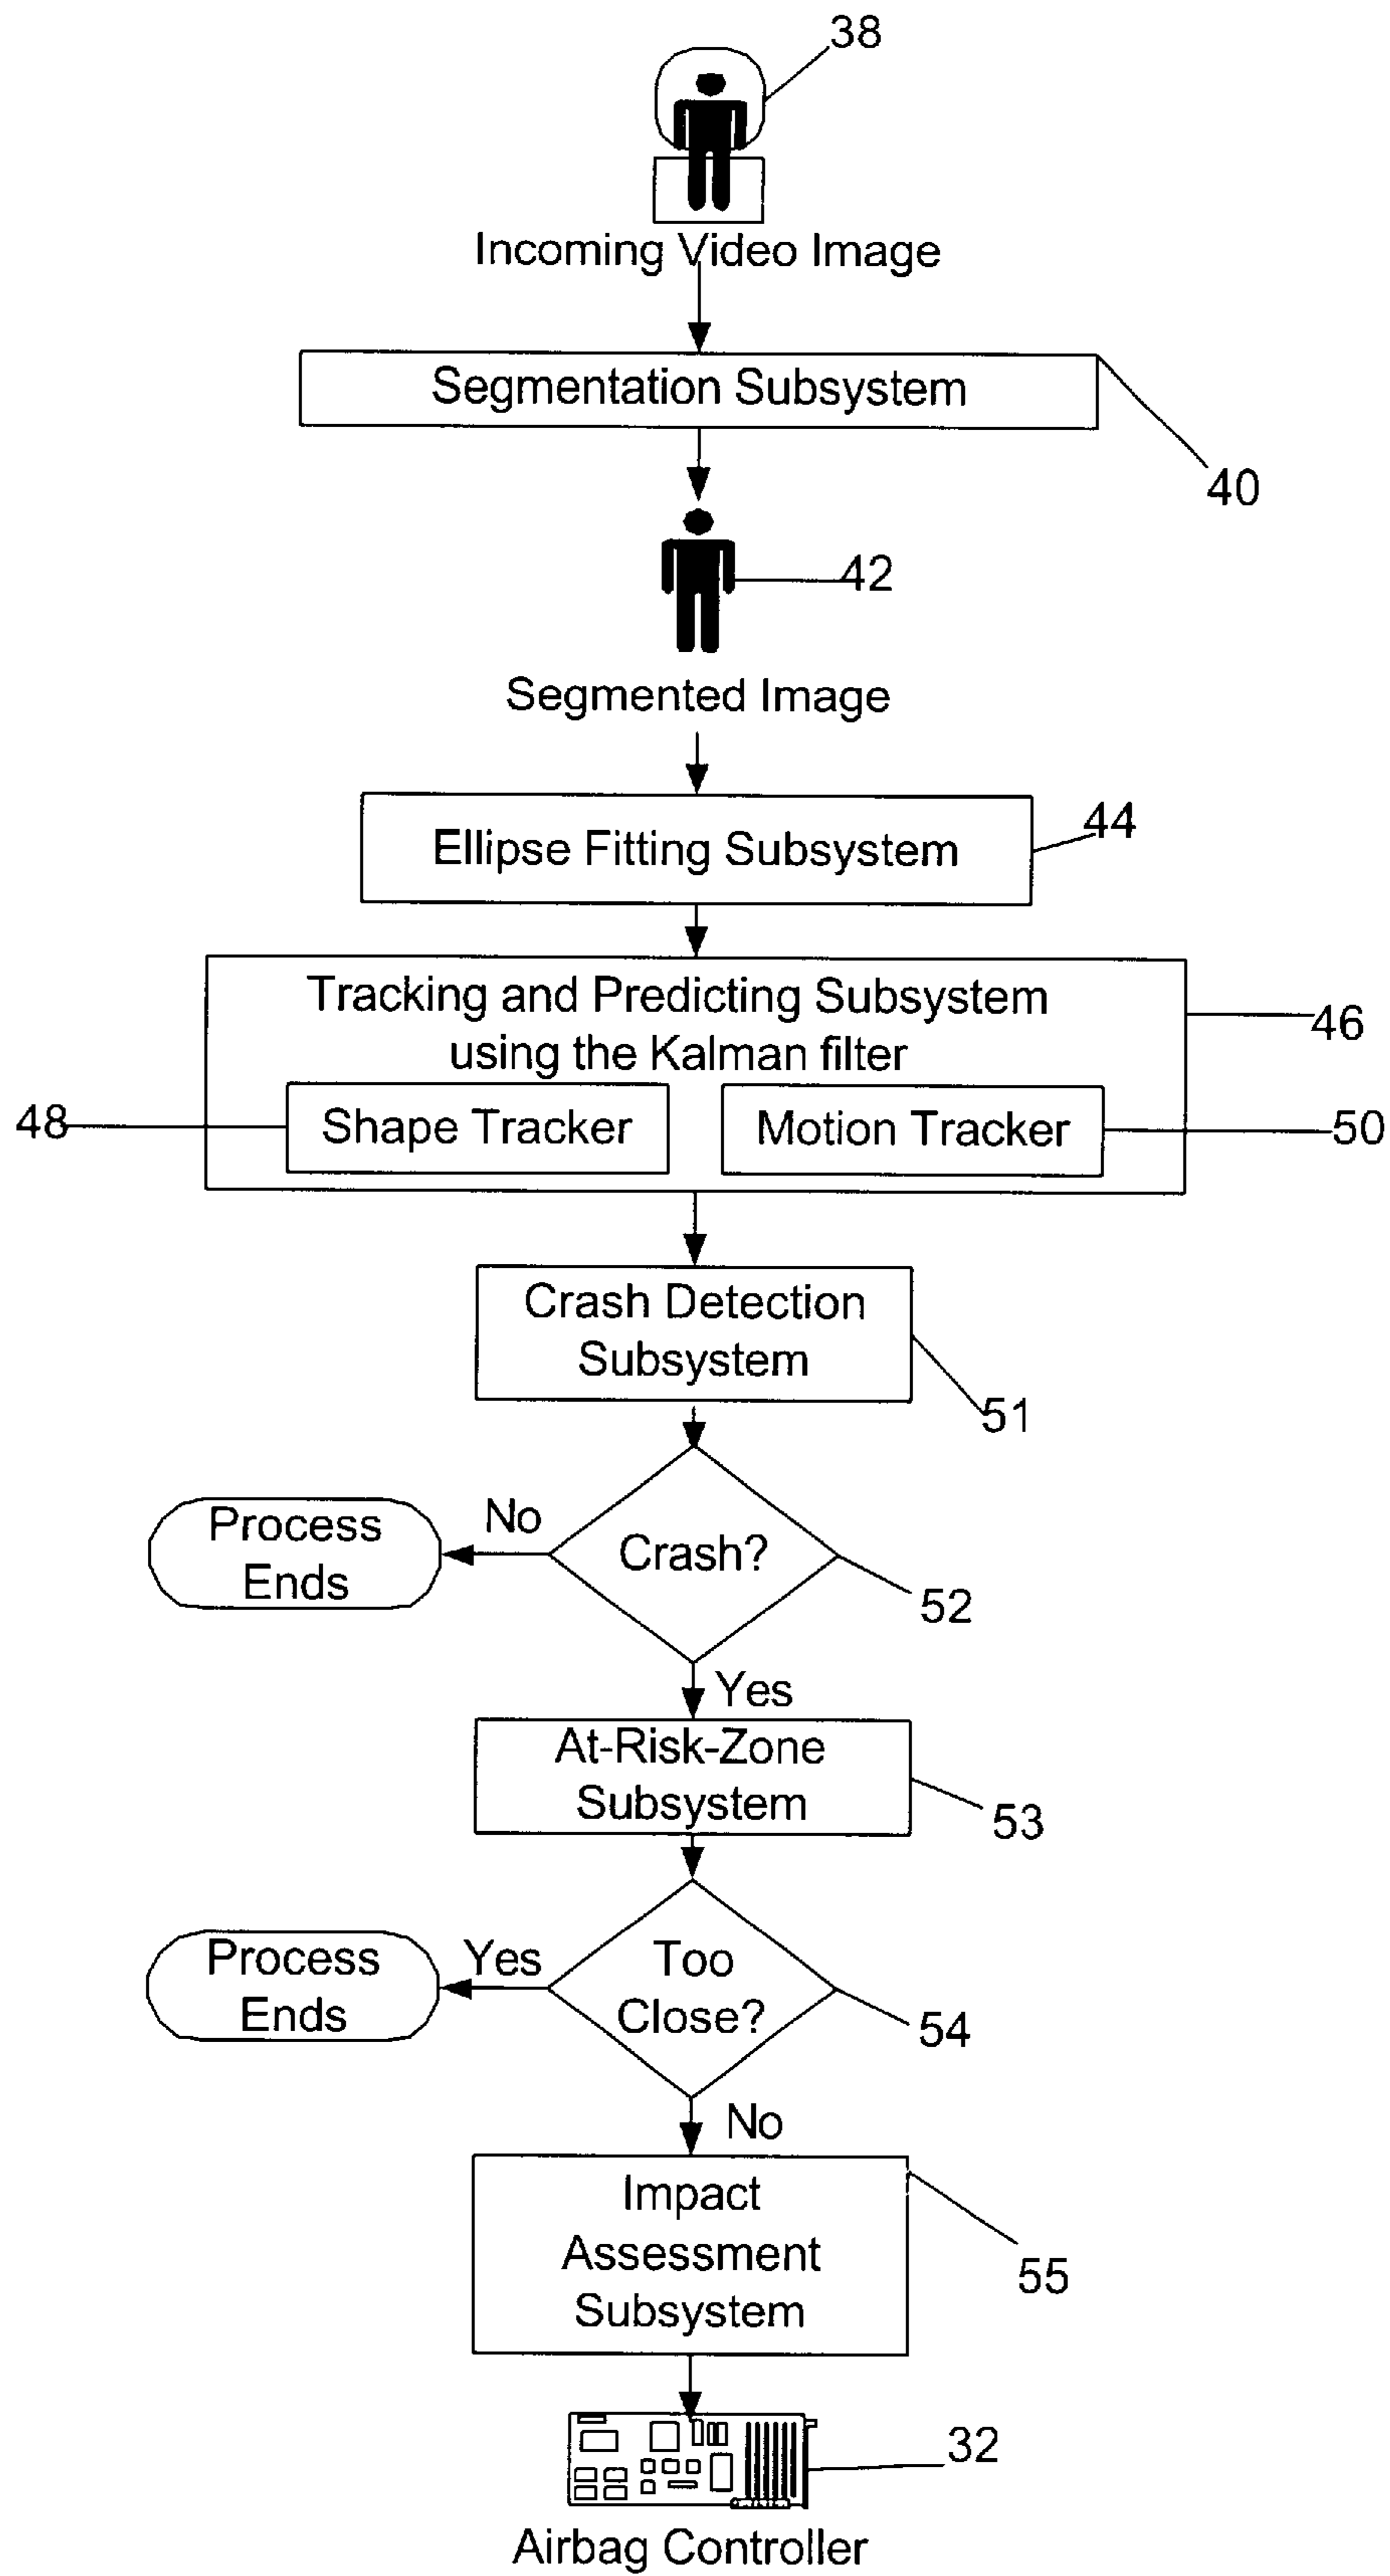 38
Incoming Video Image
Segmentation Subsystem
40
42
Segmented Image
44
Ellipse Fitting Subsystem
Tracking and Predicting Subsystem
46
using the Kalman filter
48
Shape Tracker
Motion Tracker
50
Crash Detection
Subsystem
51
No
Process
Ends
Crash?
52
Yes
At-Risk-Zone
Subsystem
53
Yes
Process
Ends
Too
Close?
54
No
Impact
Assessment
Subsystem
55
32
Airbag Controller